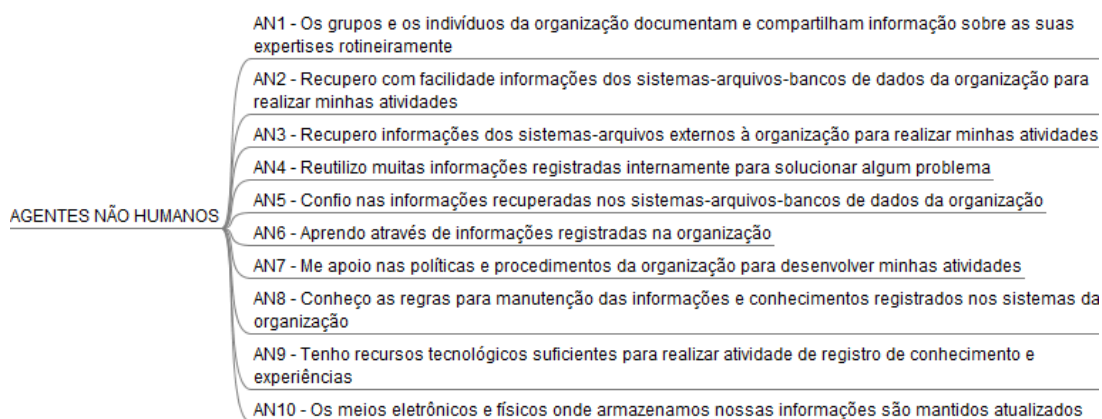 AN1 - Os grupos e os indivíduos da organização documentam e compartilham informação sobre as suas
expertises rotineiramente
AN2 - Recupero com facilidade informações dos sistemas-arquivos-bancos de dados da organização para
realizar minhas atividades
AN3 - Recupero informações dos sistemas-arquivos externos à organização para realizar minhas atividades
AN4 - Reutilizo muitas informações registradas internamente para solucionar algum problema
AN5 - Confio nas informações recuperadas nos sistemas-arquivos-bancos de dados da organização
AGENTES NÃO HUMANOS
AN6 - Aprendo através de informações registradas na organização
AN7 - Me apoio nas políticas e procedimentos da organização para desenvolver minhas atividades
AN8 - Conheço as regras para manutenção das informações e conhecimentos registrados nos sistemas da
organização
AN9 - Tenho recursos tecnológicos suficientes para realizar atividade de registro de conhecimento e
experiências
AN10 - Os meios eletrônicos e físicos onde armazenamos nossas informações são mantidos atualizados